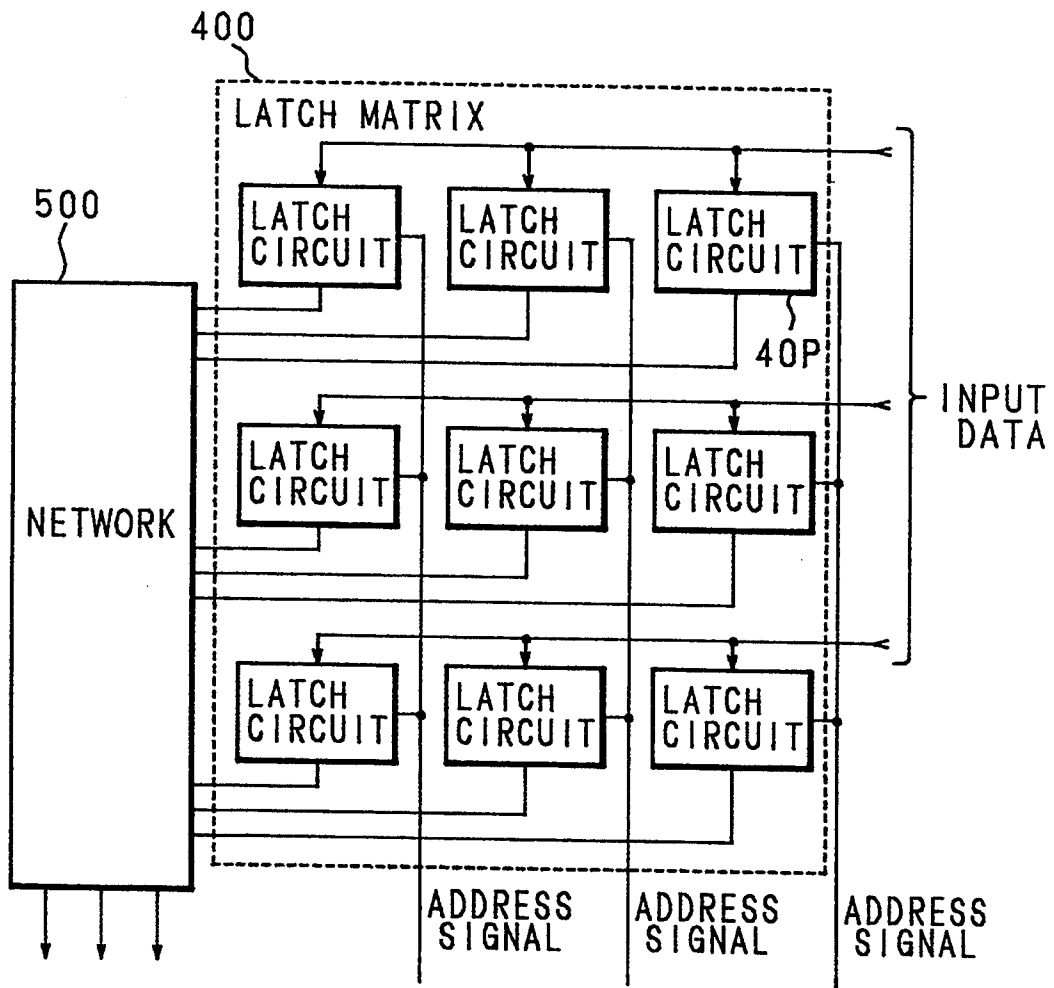 400
LATCH MATRIX
500
LATCH
CIRCUIT
LATCH
CIRCUIT
LATCH
CIRCUIT
40P
INPUT
DATA
LATCH
CIRCUIT
LATCH
CIRCUIT
LATCH
CIRCUIT
NETWORK
LATCH
CIRCUIT
LATCH
CIRCUIT
LATCH
CIRCUIT
ADDRESS
SIGNAL
ADDRESS
SIGNAL
ADDRESS
SIGNAL